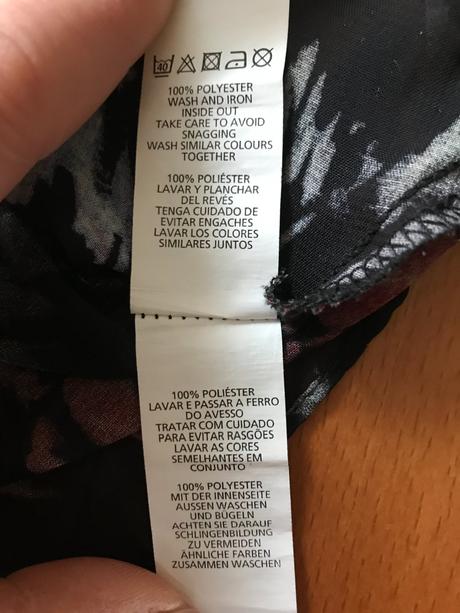 40
100% POLYESTER
WASH AND IRON
INSIDE OUT
TAKE CARE TO AVOID
SNAGGING
WASH SIMILAR COLOURS
TOGETHER
100% POLIÉSTER
LAVAR Y PLANCHAR
DEL REVÉS
TENGA CUIDADO DE
EVITAR ENGACHES
LAVAR LOS COLORES
SIMILARES JUNTOS
100% POLIÉSTER
LAVAR E PASSAR A FERRO
DO AVESSO
TRATAR COM CUIDADO
PARA EVITAR RASGÕES
LAVAR AS CORES
SEMELHANTES EM
CONJUNTO
100% POLYESTER
MIT DER INNENSEITE
AUSSEN WASCHEN
UND BÜGELN
ACHTEN SIE DARAUF
SCHLINGENBILDUNG
ZU VERMEIDEN
ÄHNLICHE FARBEN
ZUSAMMEN WASCHEN